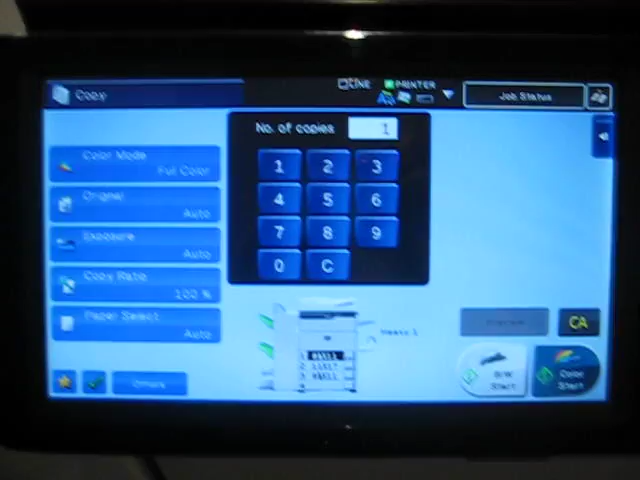 Copy
LINE
PRINTER
Job Status
No. of copies
1
1 2 3
4 5 6
7 8 9
0 C
Color Mode
Full Color
Original
Auto
Exposure
Auto
Copy Ratio
100 %
Paper Select
Auto
Others
CA
B/W
Start
Color
Start